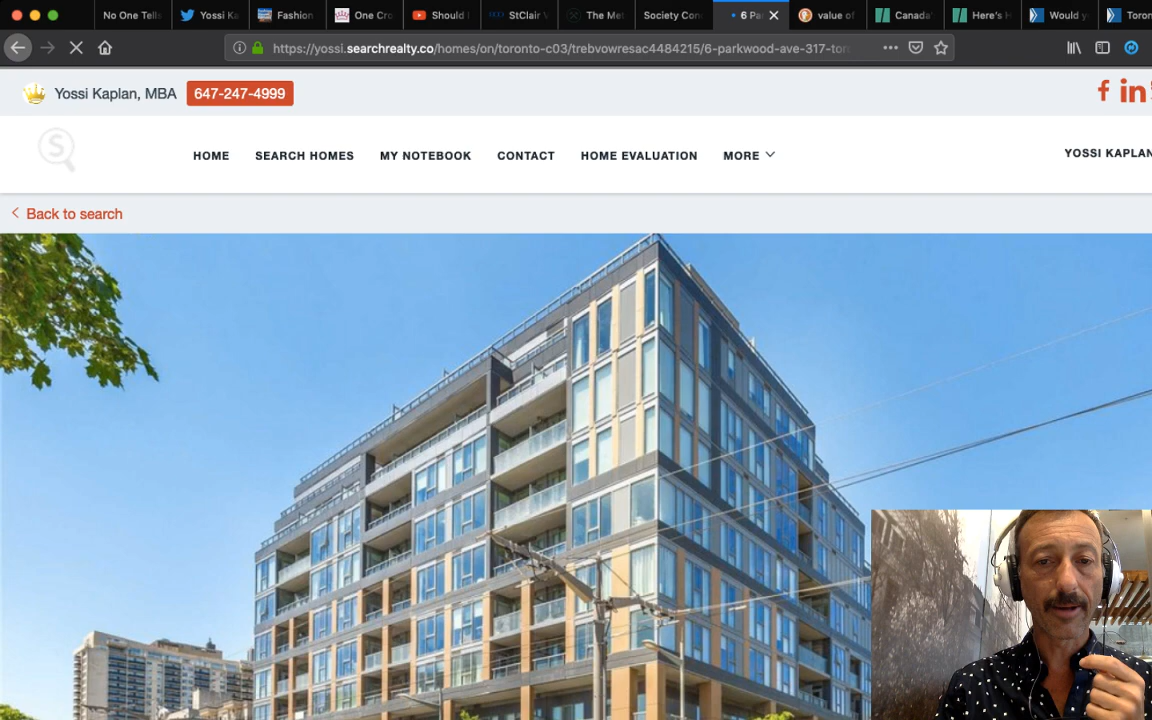 No One Tells
Yossi Ka
Fashion
One Cro
Should
StClair
The Met
Society Con
6 Pa
value of
Canada'
Here's H
Would y
Toron
https://yossi.searchrealty.co/homes/on/toronto-c03/trebvowresac4484215/6-parkwood-ave-317-tor
Yossi Kaplan, MBA 647-247-4999
HOME SEARCH HOMES MY NOTEBOOK CONTACT HOME EVALUATION MORE YOSSI KAPLAN
Back to search